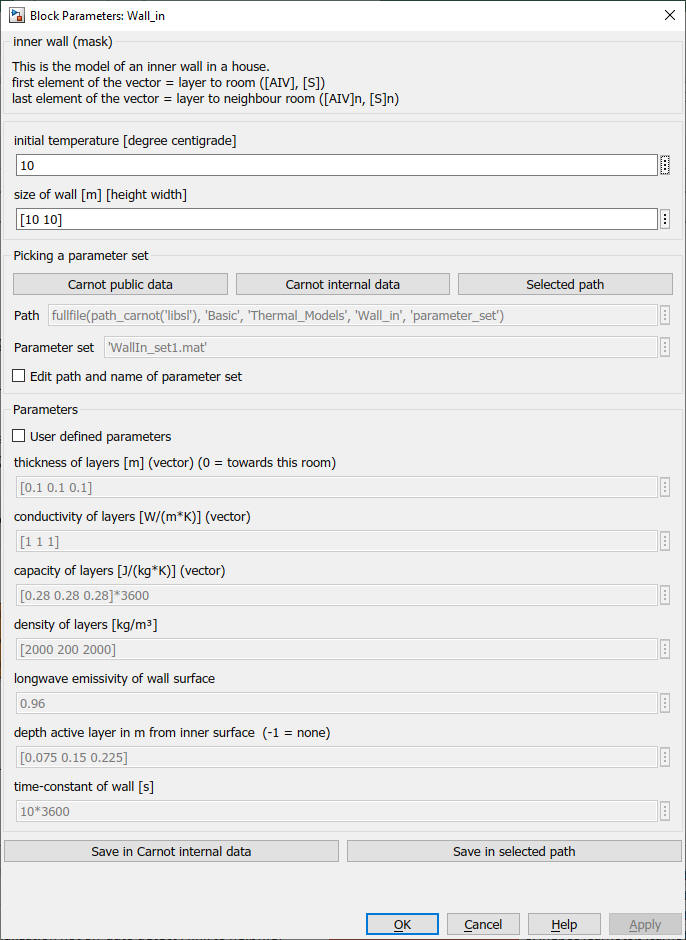 Block Parameters: Wall_in
inner wall (mask)
This is the model of an inner wall in a house.
first element of the vector = layer to room ([AIV], [S])
last element of the vector = layer to neighbour room ([AIV]n, [S]n)
initial temperature [degree centigrade]
10
size of wall [m] [height width]
[10 10]
Picking a parameter set
Carnot public data Carnot internal data Selected path
Path fullfile(path_carnot('libsl'), 'Basic', 'Thermal_Models', 'Wall_in', 'parameter_set')
Parameter set 'WallIn_set1.mat'
Edit path and name of parameter set
Parameters
User defined parameters
thickness of layers [m] (vector) (0 = towards this room)
[0.1 0.1 0.1]
conductivity of layers [W/(m*K)] (vector)
[1 1 1]
capacity of layers [J/(kg*K)] (vector)
[0.28 0.28 0.28]*3600
density of layers [kg/m³]
[2000 200 2000]
longwave emissivity of wall surface
0.96
depth active layer in m from inner surface (-1 = none)
[0.075 0.15 0.225]
time-constant of wall [s]
10*3600
Save in Carnot internal data Save in selected path
OK Cancel Help Apply